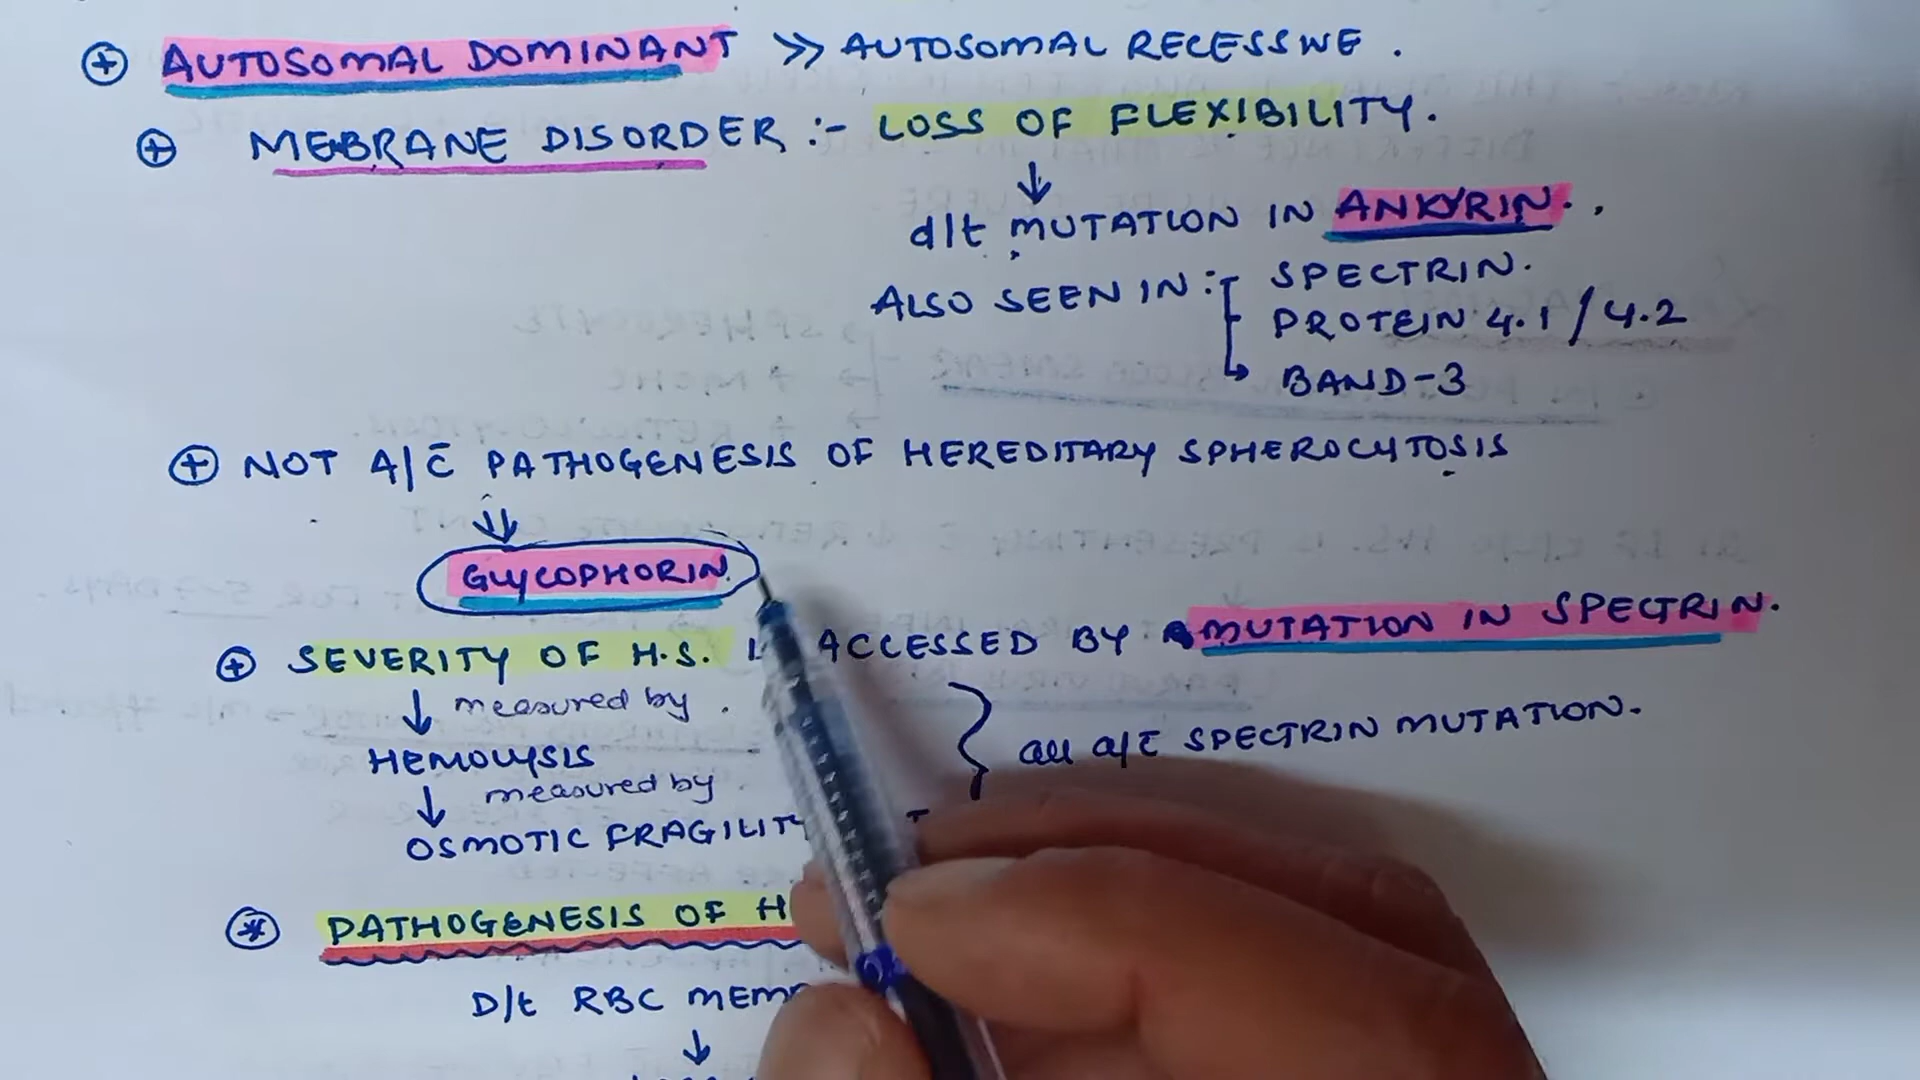 AUTOSOMAL DOMINANT >> AUTOSOMAL RECESSIVE.
MEBRANE DISORDER :- LOSS OF FLEXIBILITY.
↓
d/t MUTATION IN ANKYRIN.
ALSO SEEN IN :- SPECTRIN.
PROTEIN 4.1/4.2
BAND-3
NOT A/C̄ PATHOGENESIS OF HEREDITARY SPHEROCYTOSIS
⇓
GLYCOPHORIN.
SEVERITY OF H.S. ACCESSED BY MUTATION IN SPECTRIN.
↓ measured by.
HEMOLYSIS
all a/c̄ SPECTRIN MUTATION.
↓ measured by.
OSMOTIC FRAGILITY
PATHOGENESIS OF H
D/t RBC MEM
↓